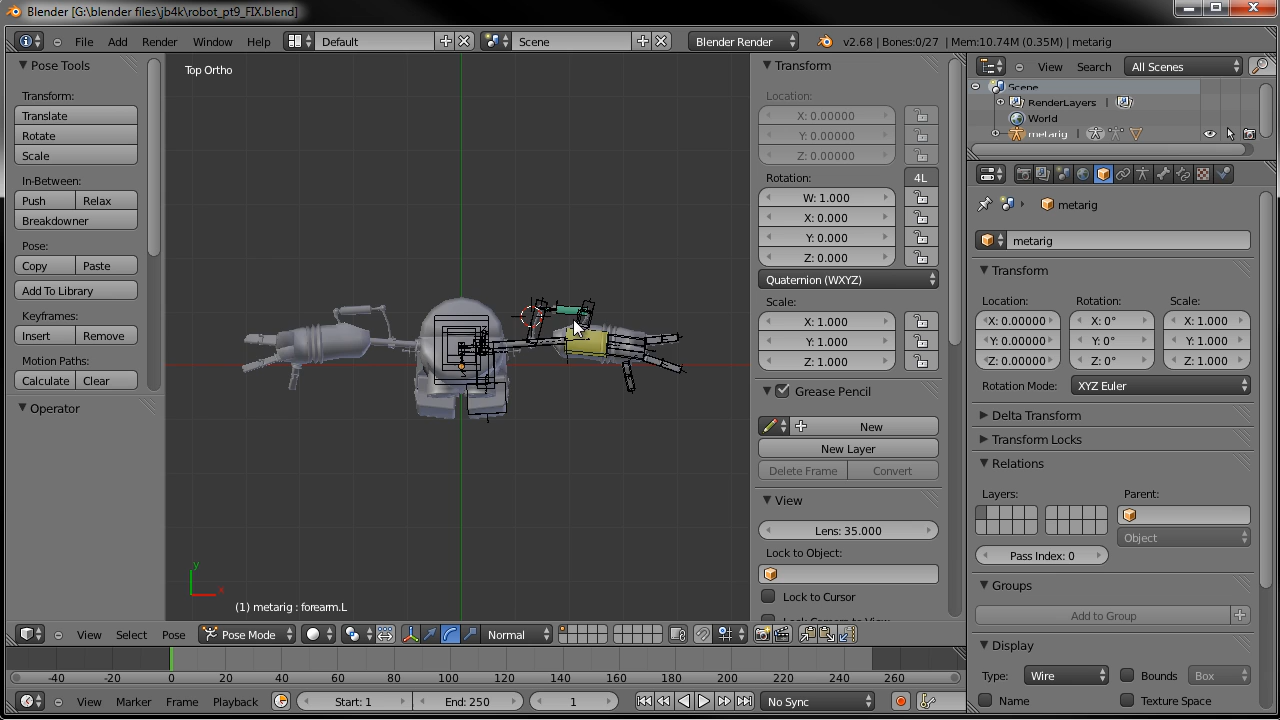 Blender [G:\blender files\jb4k\robot_pt9_FIX.blend]
File Add Render Window Help Default Scene Blender Render v2.68 | Bones:0/27 | Mem:10.74M (0.35M) | metarig
Pose Tools
Transform:
Translate
Rotate
Scale
In-Between:
Push Relax
Breakdowner
Pose:
Copy Paste
Add To Library
Keyframes:
Insert Remove
Motion Paths:
Calculate Clear
Operator
Top Ortho
y
x
(1) metarig : forearm.L
Transform
Location:
X: 0.00000
Y: 0.00000
Z: 0.00000
Rotation: 4L
W: 1.000
X: 0.000
Y: 0.000
Z: 0.000
Quaternion (WXYZ)
Scale:
X: 1.000
Y: 1.000
Z: 1.000
Grease Pencil
New
New Layer
Delete Frame Convert
View
Lens: 35.000
Lock to Object:
Lock to Cursor
Lock Camera to View
View Search All Scenes
Scene
RenderLayers |
World
metarig |
metarig
metarig
Transform
Location: Rotation: Scale:
X: 0.00000 X: 0° X: 1.000
Y: 0.00000 Y: 0° Y: 1.000
Z: 0.00000 Z: 0° Z: 1.000
Rotation Mode: XYZ Euler
Delta Transform
Transform Locks
Relations
Layers: Parent:
Object
Pass Index: 0
Groups
Add to Group
Display
Type: Wire Bounds Box
Name Texture Space
View Select Pose Pose Mode Normal
-40 -20 0 20 40 60 80 100 120 140 160 180 200 220 240 260
View Marker Frame Playback Start: 1 End: 250 1 No Sync